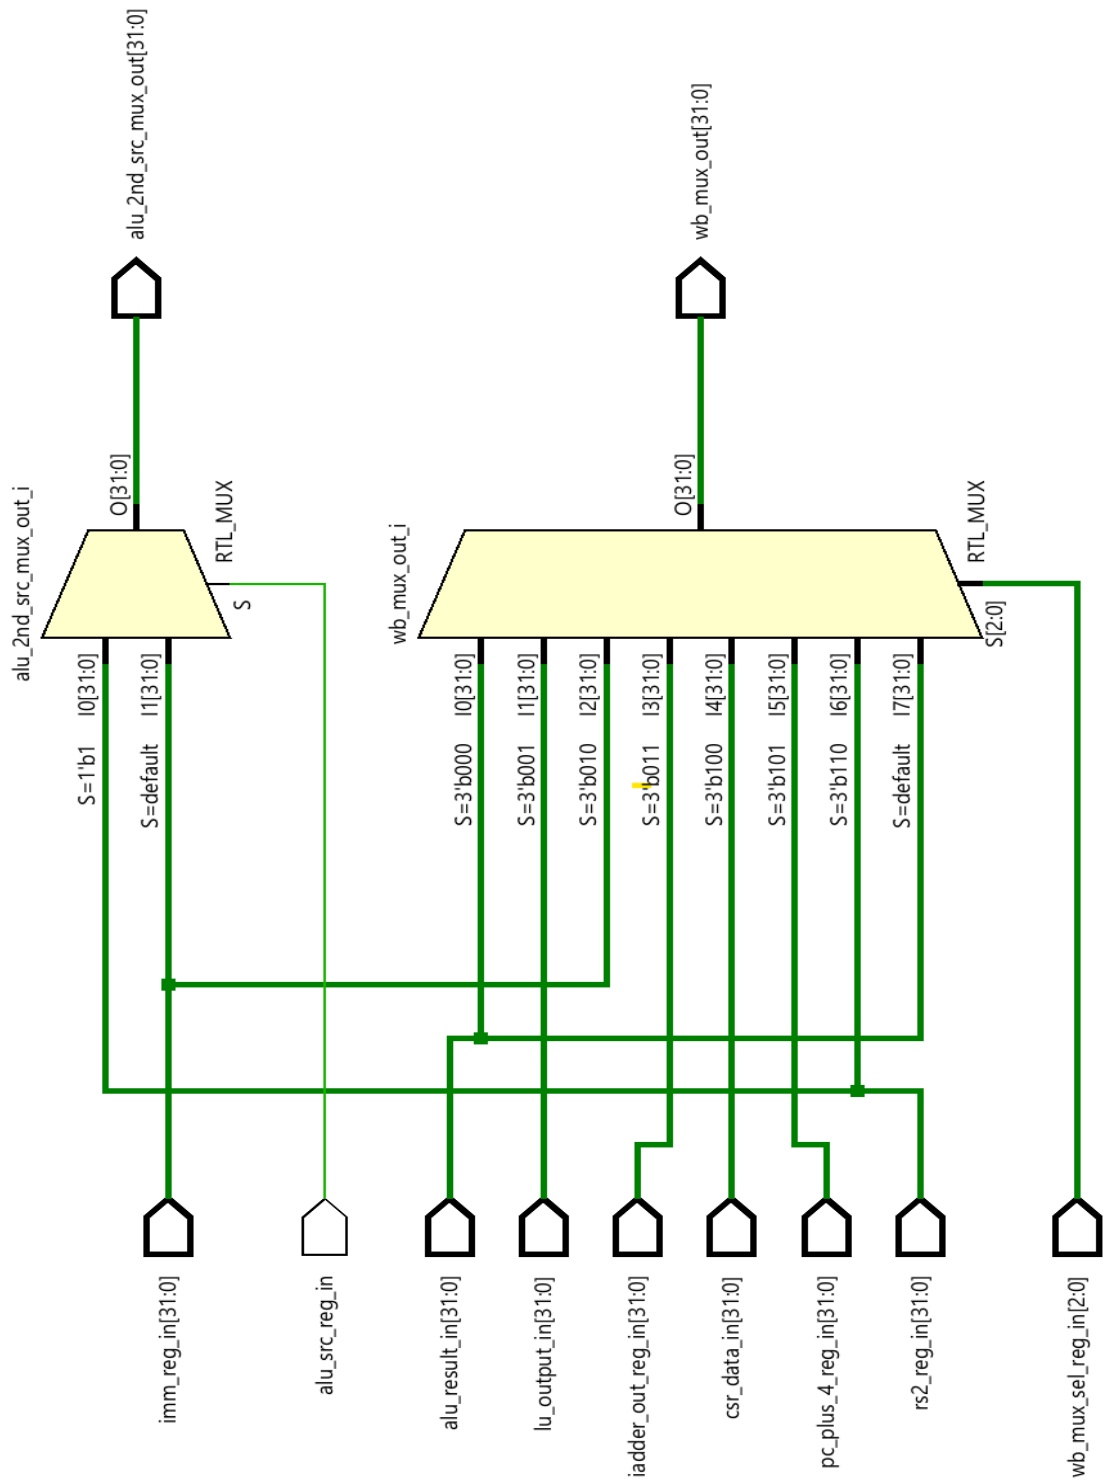 imm_reg_in[31:0]
alu_src_reg_in
alu_result_in[31:0]
lu_output_in[31:0]
iadder_out_reg_in[31:0]
csr_data_in[31:0]
pc_plus_4_reg_in[31:0]
rs2_reg_in[31:0]
wb_mux_sel_reg_in[2:0]
alu_2nd_src_mux_out_i
S=1'b1 I0[31:0]
S=default I1[31:0]
S
O[31:0]
RTL_MUX
alu_2nd_src_mux_out[31:0]
wb_mux_out_i
S=3'b000 I0[31:0]
S=3'b001 I1[31:0]
S=3'b010 I2[31:0]
S=3'b011 I3[31:0]
S=3'b100 I4[31:0]
S=3'b101 I5[31:0]
S=3'b110 I6[31:0]
S=default I7[31:0]
S[2:0]
O[31:0]
RTL_MUX
wb_mux_out[31:0]